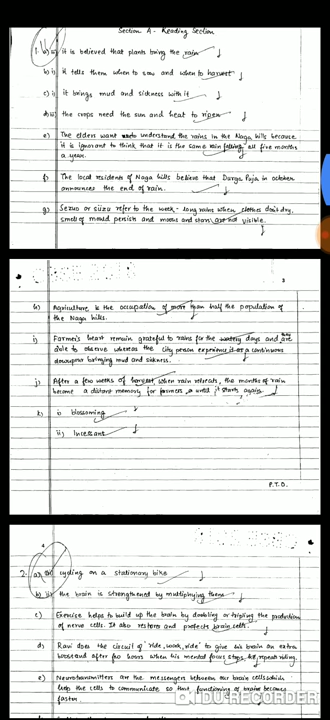 Section A - Reading Section
1. a) iii) it is believed that plants bring the rain
b) i) it tells them when to sow and when to harvest
c) i) it brings mud and sickness with it
d) iii) the crops need the sun and heat to ripen
e) The elders want to understand the rains in the Naga hills because
it is ignorant to think that it is the same rain falling all five months
a year.
f) The local residents of Naga hills believe that Durga Puja in october
announces the end of rain.
g) Sezuo or süzu refer to the week-long rains when clothes don't dry,
smell of mould persists and moons and stars are not visible.
3
h) Agriculture is the occupation of more than half the population of
the Naga hills.
i) Farmer's heart remain grateful to rains for the watery days and are
able to observe whereas the city person experience it as a continuous
downpour bringing mud and sickness.
j) After a few weeks of harvest, when rain retreats, the months of rain
become a distant memory for farmers until it starts again.
k) i) blossoming
ii) Incessant
P.T.O.
4
2. a) cycling on a stationary bike
b) iii) the brain is strengthened by multiplying them
c) Exercise helps to build up the brain by doubling or tripling the production
of nerve cells. It also restores and protects brain cells.
d) Ravi does the circuit of 'ride, work, ride' to give his brain an extra
boost and after few hours when his mental focus stops, he repeats riding.
e) Neurotransmitters are the messengers between our brain cells which
help the cells to communicate so that functioning of brain becomes
faster.
DU RECORDER